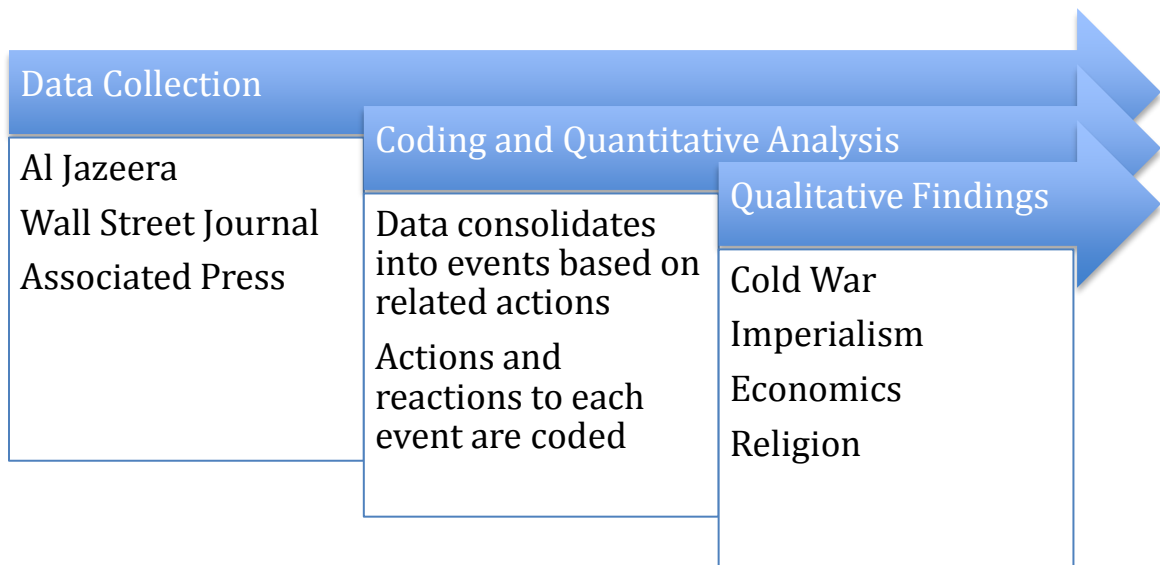 Data Collection
Al Jazeera
Wall Street Journal
Associated Press
Coding and Quantitative Analysis
Data consolidates
into events based on
related actions
Actions and
reactions to each
event are coded
Qualitative Findings
Cold War
Imperialism
Economics
Religion